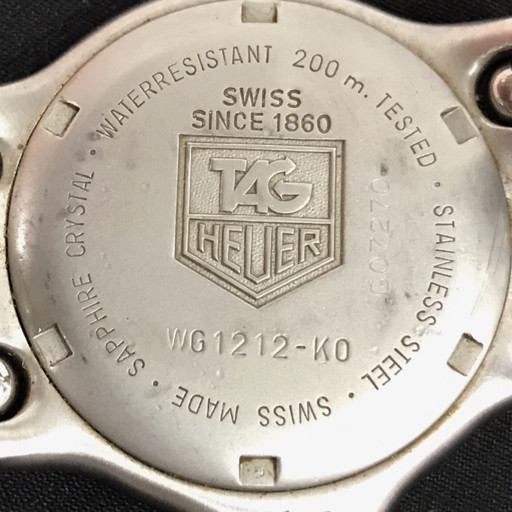 WATERRESISTANT 200 m. TESTED · STAINLESS STEEL · SWISS MADE · SAPPHIRE CRYSTAL ·
SWISS
SINCE 1860
TAG
HEUER
WG1212-K0